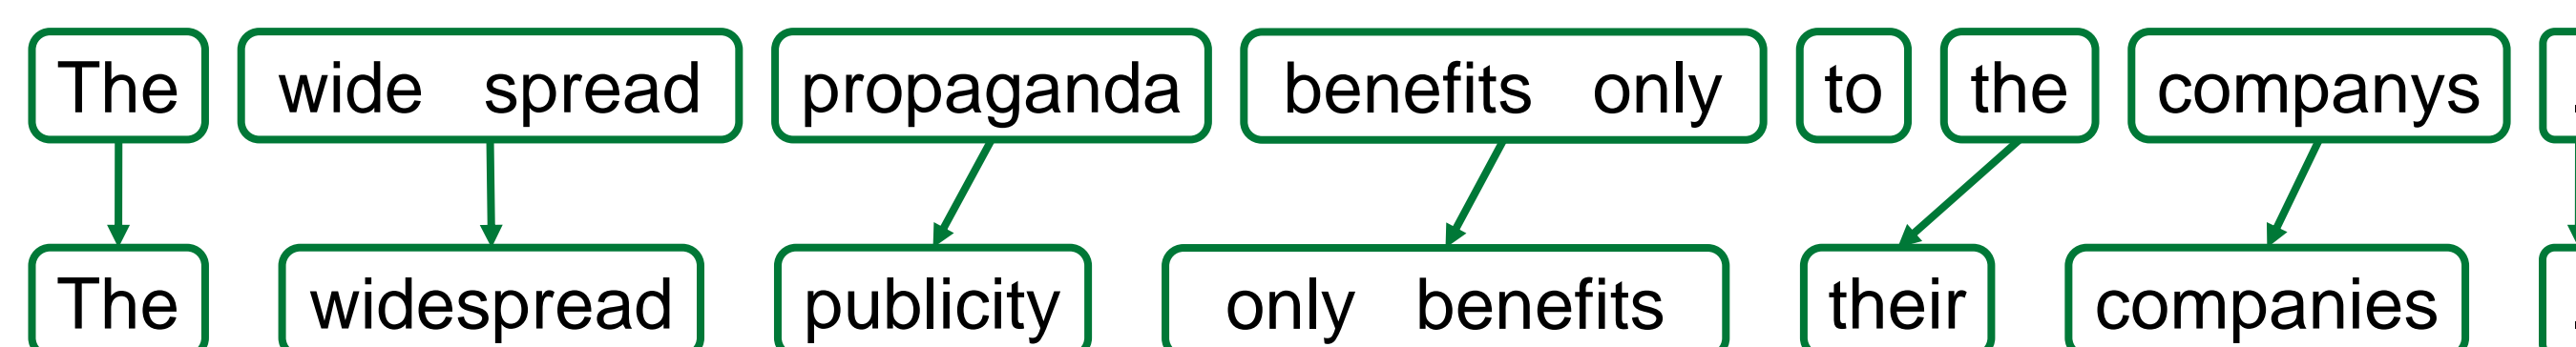 The wide spread propaganda benefits only to the companys .
The widespread publicity only benefits their companies .